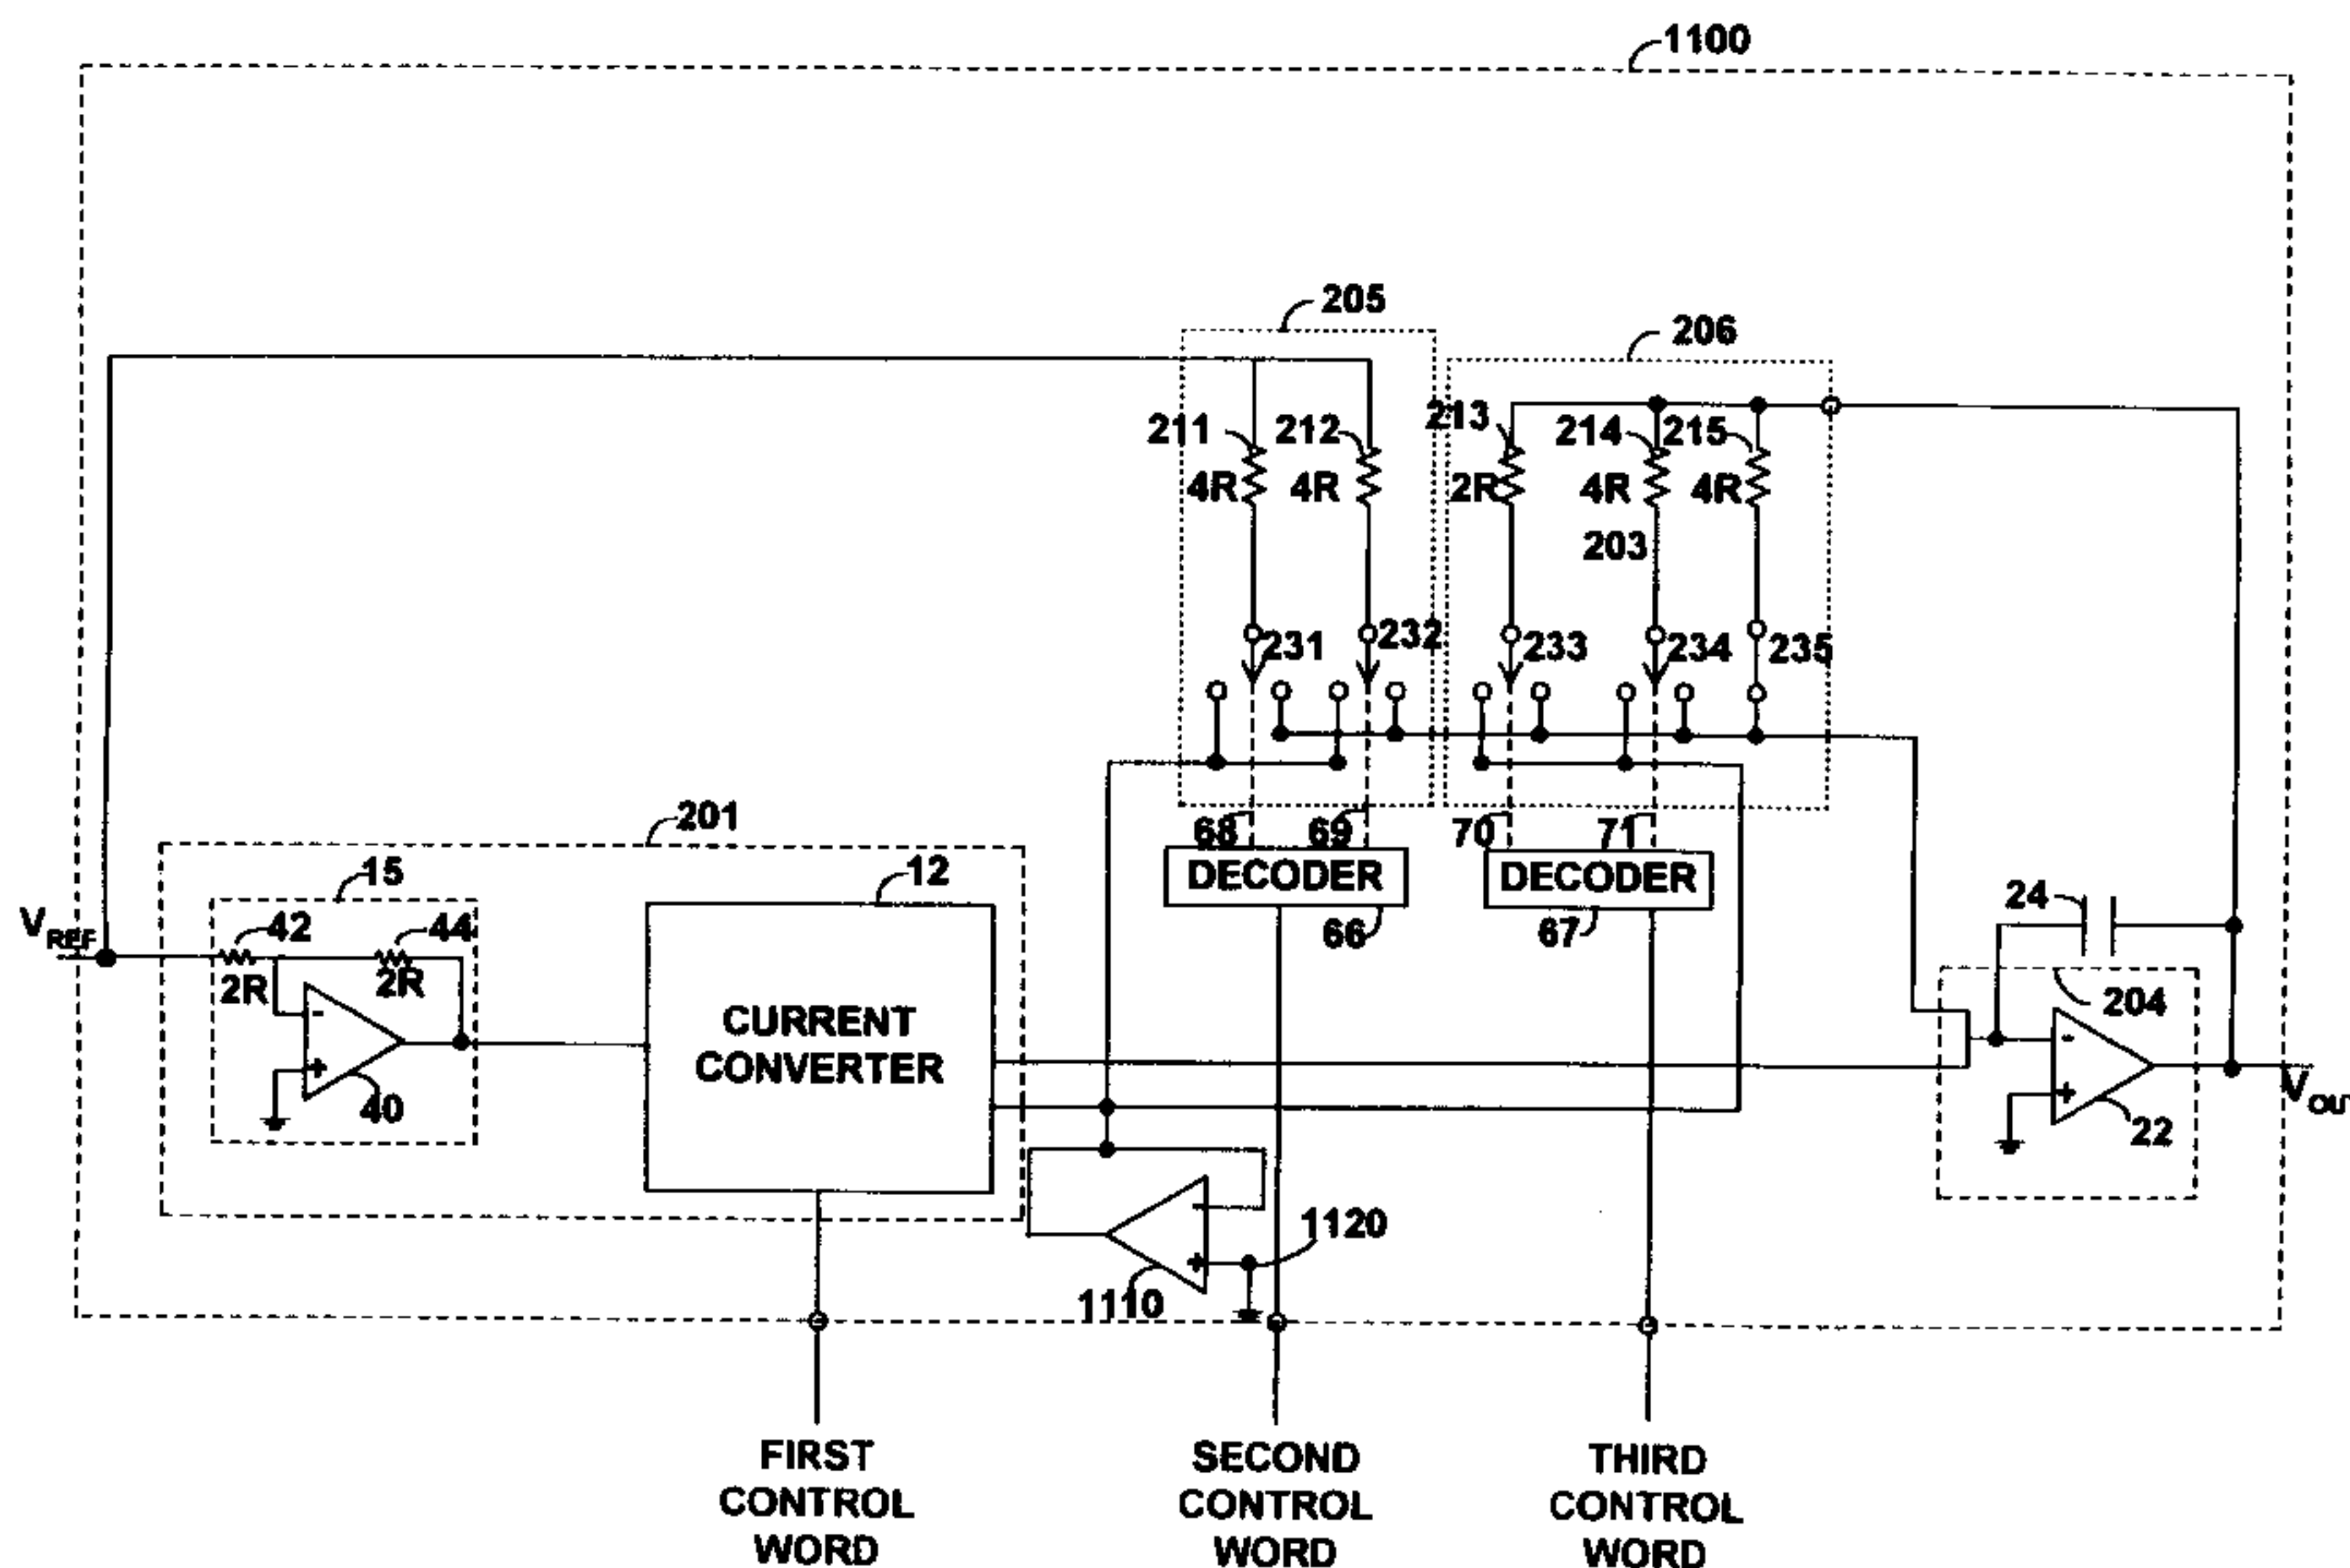 1100
205
206
211
212
213
214
215
4R
4R
2R
4R
4R
203
231
232
233
234
235
201
68
69
70
71
15
12
DECODER
DECODER
24
VREF
42
44
66
67
2R
2R
204
-
CURRENT
CONVERTER
-
+
40
+
22
VOU
-
1120
+
1110
FIRST
CONTROL
WORD
SECOND
CONTROL
WORD
THIRD
CONTROL
WORD